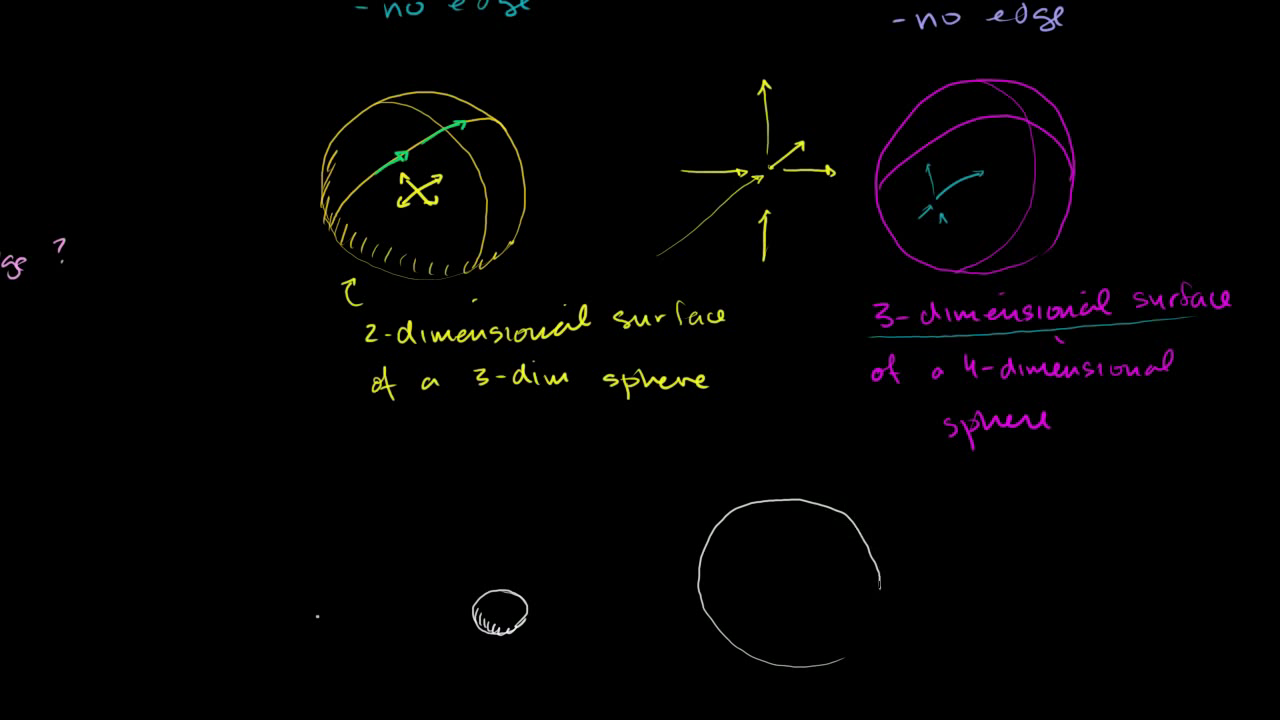 - no edge
- no edge
ge ?
2-dimensional surface
of a 3-dim sphere
3-dimensional surface
of a 4-dimensional
sphere